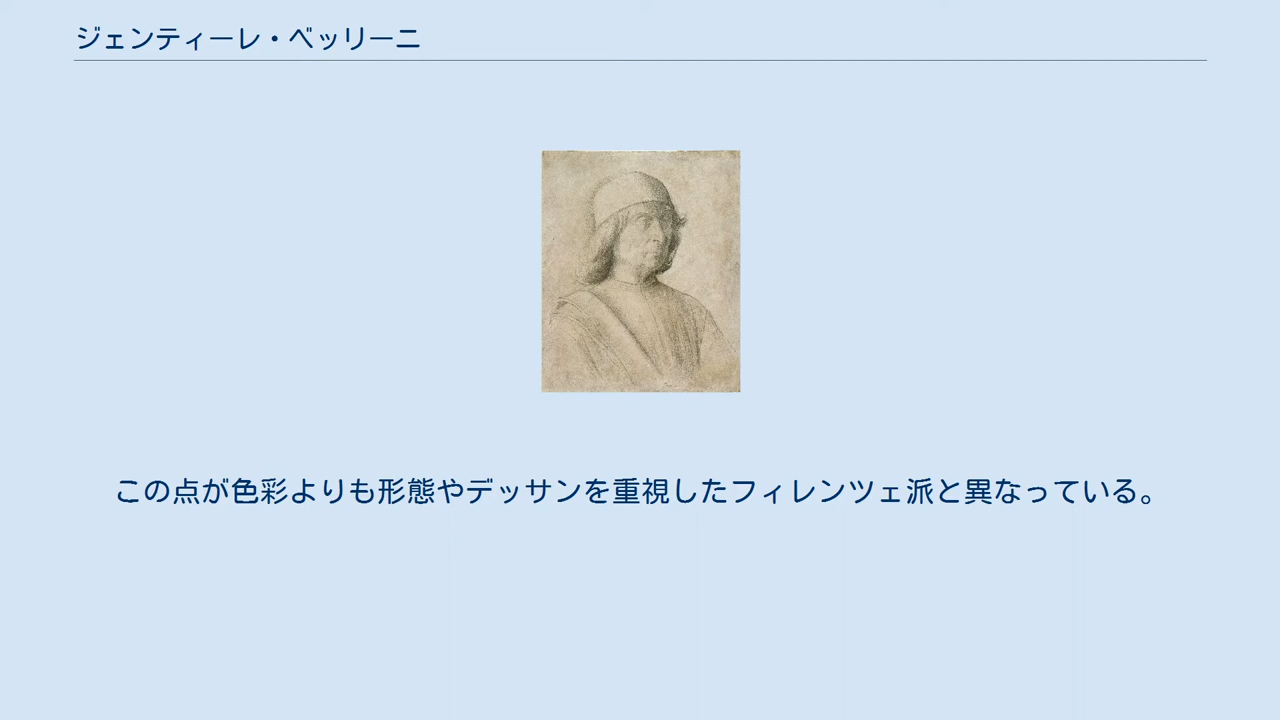 ジェンティーレ・ベッリーニ
この点が色彩よりも形態やデッサンを重視したフィレンツェ派と異なっている。